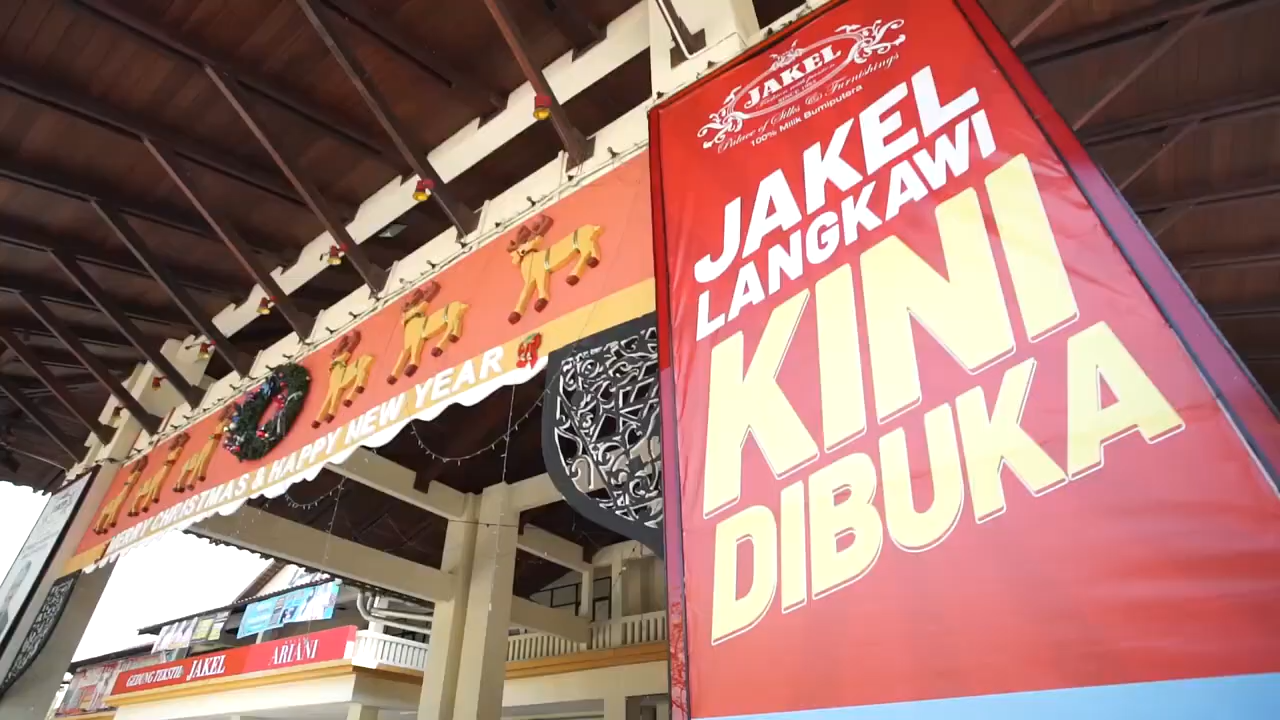 JAKEL
Palace of Silks & Furnishings
100% Milik Bumiputera
JAKEL
LANGKAWI
KINI
DIBUKA
MERRY CHRISTMAS & HAPPY NEW YEAR
GEDUNG TEKSTIL JAKEL
ARIANI